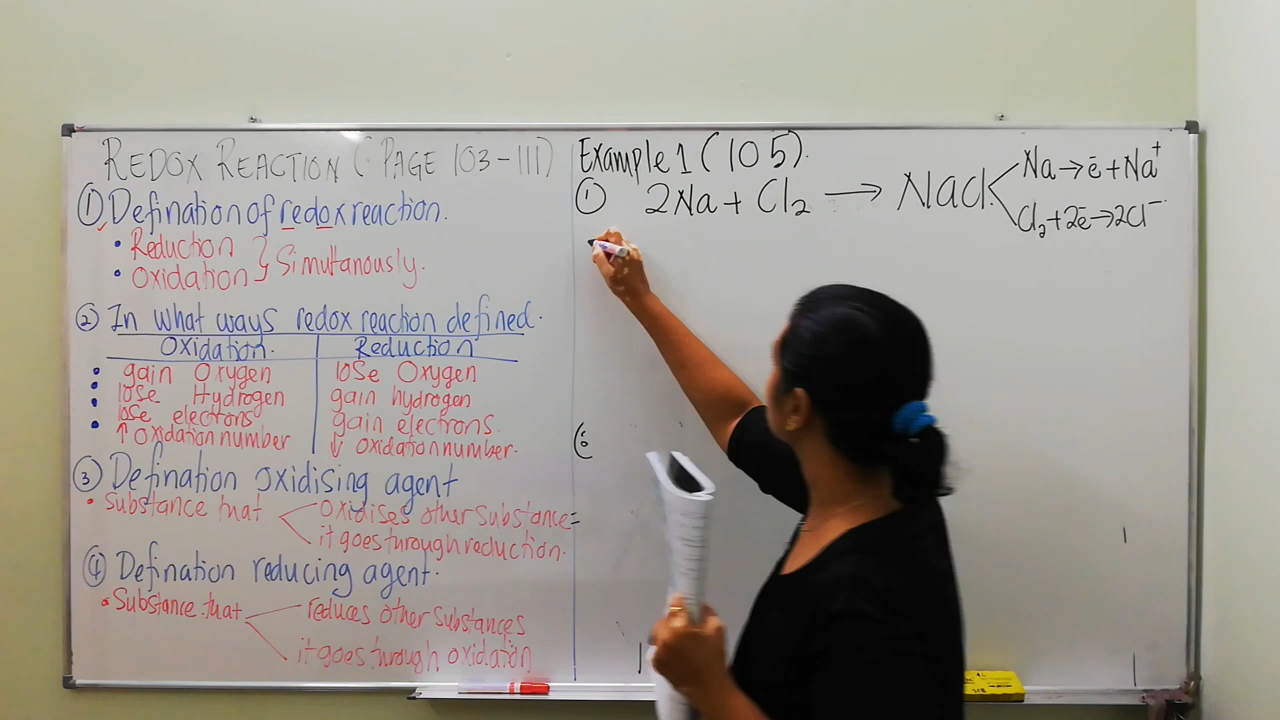 REDOX REACTION (PAGE 103-111)
① Defination of redox reaction.
• Reduction
• Oxidation } Simultanously.
② In what ways redox reaction defined.
Oxidation. Reduction
• gain Oxygen lose Oxygen
• lose Hydrogen gain hydrogen
• lose electrons gain electrons.
• ↑ Oxidation number ↓ oxidation number.
③ Defination oxidising agent
• Substance that oxidises other substance
it goes through reduction.
④ Defination reducing agent.
• Substance that reduces other substances
it goes through oxidation
Example 1 (105).
① 2Na + Cl₂ → NaCl
Na → ē + Na⁺
Cl₂ + 2ē → 2Cl⁻